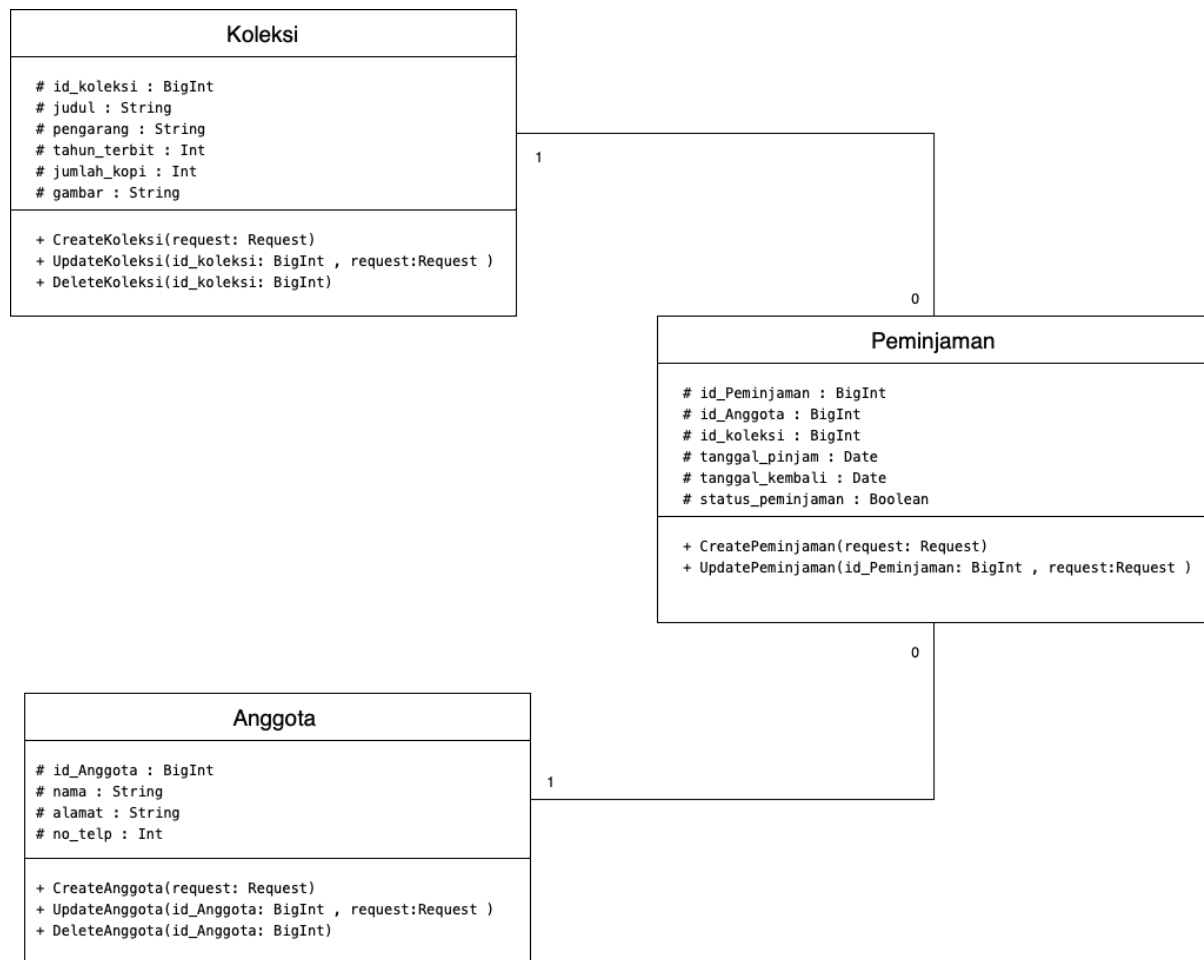 Koleksi
# id_koleksi : BigInt
# judul : String
# pengarang : String
# tahun_terbit : Int
# jumlah_kopi : Int
# gambar : String
+ CreateKoleksi(request: Request)
+ UpdateKoleksi(id_koleksi: BigInt , request:Request )
+ DeleteKoleksi(id_koleksi: BigInt)
1
0
Peminjaman
# id_Peminjaman : BigInt
# id_Anggota : BigInt
# id_koleksi : BigInt
# tanggal_pinjam : Date
# tanggal_kembali : Date
# status_peminjaman : Boolean
+ CreatePeminjaman(request: Request)
+ UpdatePeminjaman(id_Peminjaman: BigInt , request:Request )
0
Anggota
# id_Anggota : BigInt
# nama : String
# alamat : String
# no_telp : Int
+ CreateAnggota(request: Request)
+ UpdateAnggota(id_Anggota: BigInt , request:Request )
+ DeleteAnggota(id_Anggota: BigInt)
1